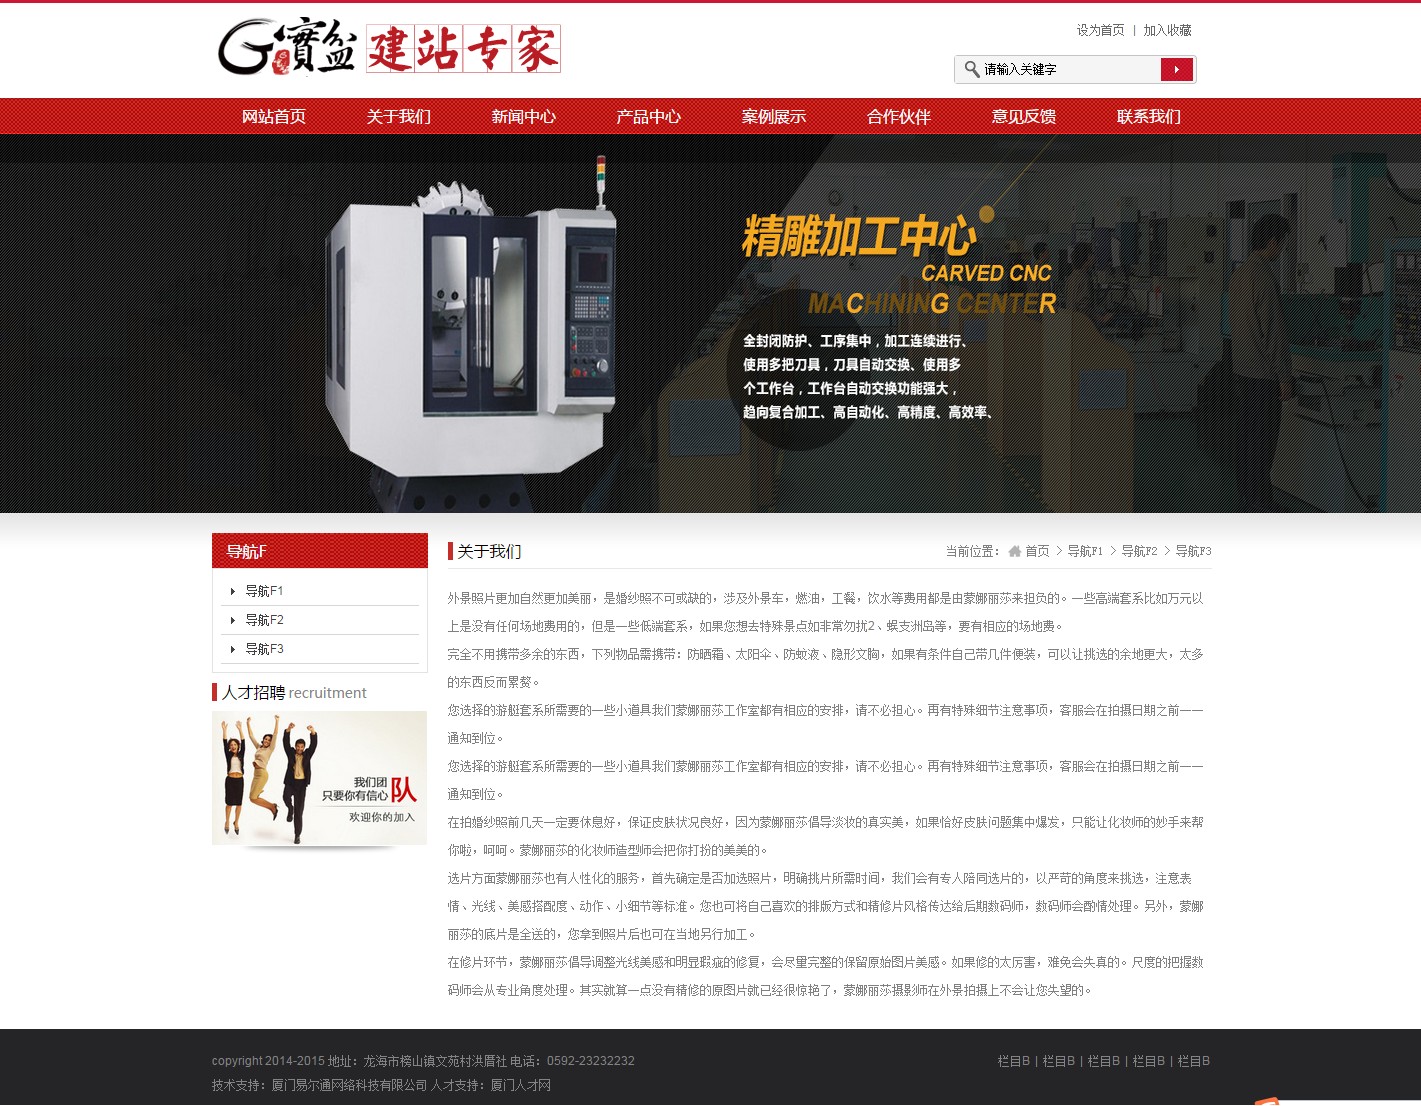 寶盆 建站专家
设为首页 | 加入收藏
请输入关键字
网站首页 关于我们 新闻中心 产品中心 案例展示 合作伙伴 意见反馈 联系我们
精雕加工中心
CARVED CNC
MACHINING CENTER
全封闭防护、工序集中，加工连续进行、
使用多把刀具，刀具自动交换、使用多
个工作台，工作台自动交换功能强大，
趋向复合加工、高自动化、高精度、高效率、
导航F
导航F1
导航F2
导航F3
人才招聘 recruitment
我们团队
只要你有信心
欢迎你的加入
关于我们
当前位置： 首页 > 导航F1 > 导航F2 > 导航F3
外景照片更加自然更加美丽，是婚纱照不可或缺的，涉及外景车，燃油，工餐，饮水等费用都是由蒙娜丽莎来担负的。一些高端套系比如万元以
上是没有任何场地费用的，但是一些低端套系，如果您想去特殊景点如非常勿扰2、蜈支洲岛等，要有相应的场地费。
完全不用携带多余的东西，下列物品需携带：防晒霜、太阳伞、防蚊液、隐形文胸，如果有条件自己带几件便装，可以让挑选的余地更大，太多
的东西反而累赘。
您选择的游艇套系所需要的一些小道具我们蒙娜丽莎工作室都有相应的安排，请不必担心。再有特殊细节注意事项，客服会在拍摄日期之前一一
通知到位。
您选择的游艇套系所需要的一些小道具我们蒙娜丽莎工作室都有相应的安排，请不必担心。再有特殊细节注意事项，客服会在拍摄日期之前一一
通知到位。
在拍婚纱照前几天一定要休息好，保证皮肤状况良好，因为蒙娜丽莎倡导淡妆的真实美，如果恰好皮肤问题集中爆发，只能让化妆师的妙手来帮
你啦，呵呵。蒙娜丽莎的化妆师造型师会把你打扮的美美的。
选片方面蒙娜丽莎也有人性化的服务，首先确定是否加选照片，明确挑片所需时间，我们会有专人陪同选片的，以严苛的角度来挑选，注意表
情、光线、美感搭配度、动作、小细节等标准。您也可将自己喜欢的排版方式和精修片风格传达给后期数码师，数码师会酌情处理。另外，蒙娜
丽莎的底片是全送的，您拿到照片后也可在当地另行加工。
在修片环节，蒙娜丽莎倡导调整光线美感和明显瑕疵的修复，会尽量完整的保留原始图片美感。如果修的太厉害，难免会失真的。尺度的把握数
码师会从专业角度处理。其实就算一点没有精修的原图片就已经很惊艳了，蒙娜丽莎摄影师在外景拍摄上不会让您失望的。
copyright 2014-2015 地址：龙海市榜山镇文苑村洪厝社 电话：0592-23232232
栏目B | 栏目B | 栏目B | 栏目B | 栏目B
技术支持：厦门易尔通网络科技有限公司 人才支持：厦门人才网